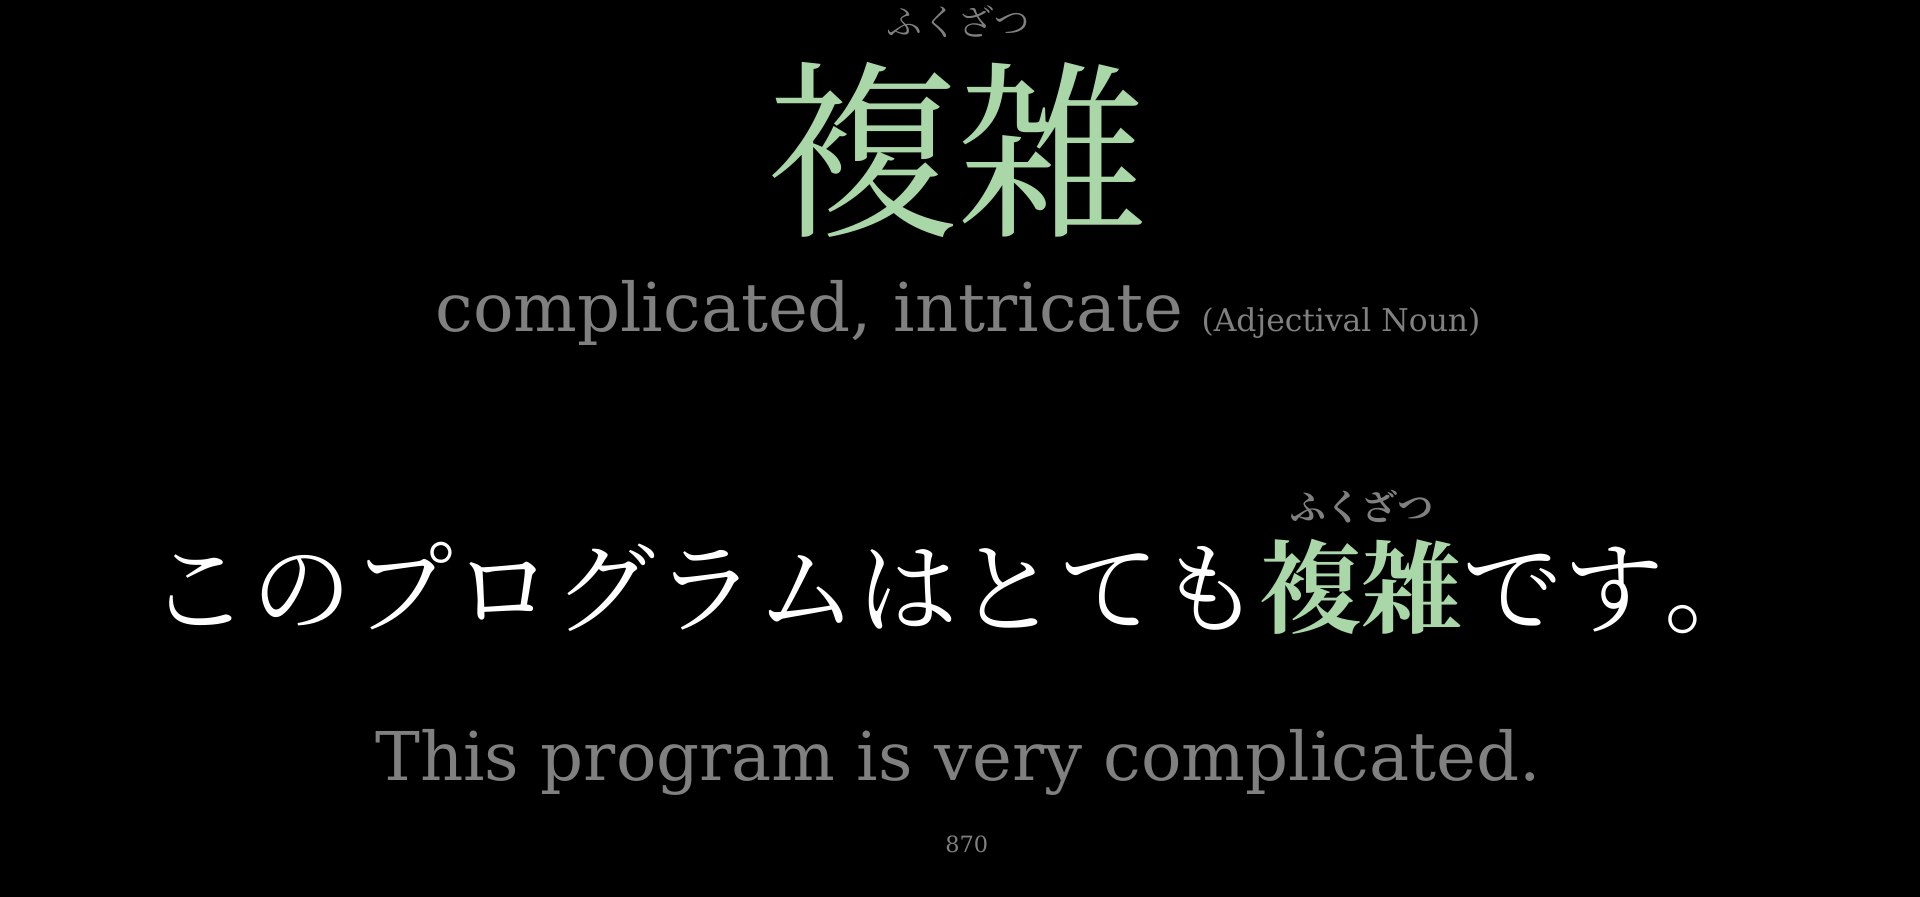 ふくざつ
複雑
complicated, intricate (Adjectival Noun)
ふくざつ
このプログラムはとても複雑です。
This program is very complicated.
870